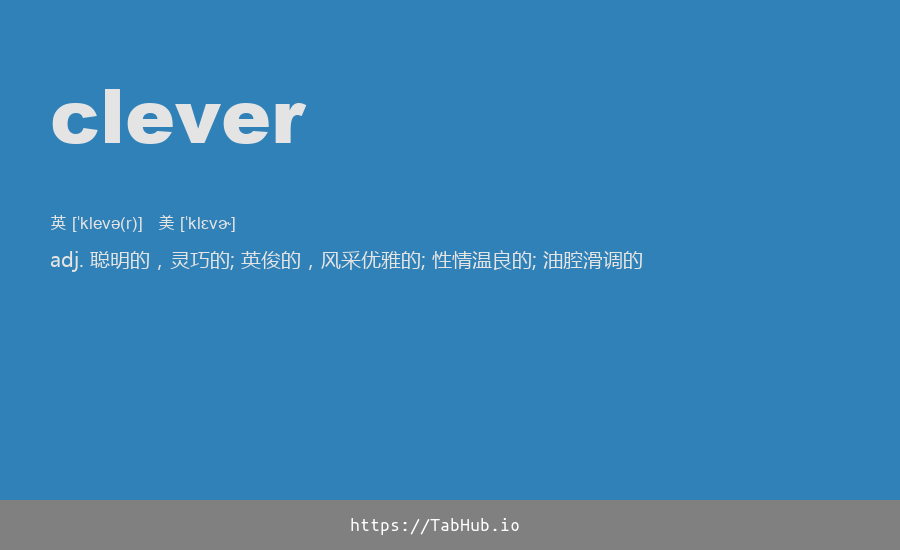 clever
英 [ˈklevə(r)] 美 [ˈklɛvɚ]
adj. 聪明的，灵巧的; 英俊的，风采优雅的; 性情温良的; 油腔滑调的
https://TabHub.io